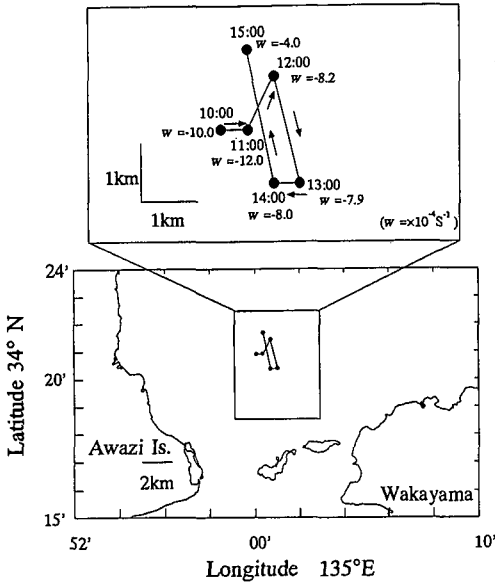 15:00
w =-4.0
12:00
w =-8.2
10:00
w =-10.0
11:00
w =-12.0
1km
1km
14:00
w =-8.0
13:00
w =-7.9
(w =×10⁻⁴S⁻¹)
24'
20'
15'
Latitude 34° N
Awazi Is.
2km
Wakayama
52'
00'
10'
Longitude 135°E